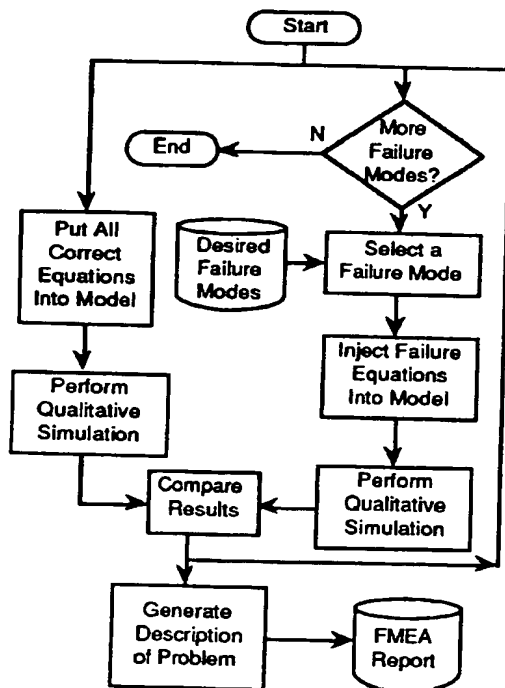 Start
N
More
Failure
Modes?
End
Y
Put All
Correct
Equations
Into Model
Desired
Failure
Modes
Select a
Failure Mode
Inject Failure
Equations
Into Model
Perform
Qualitative
Simulation
Compare
Results
Perform
Qualitative
Simulation
Generate
Description
of Problem
FMEA
Report